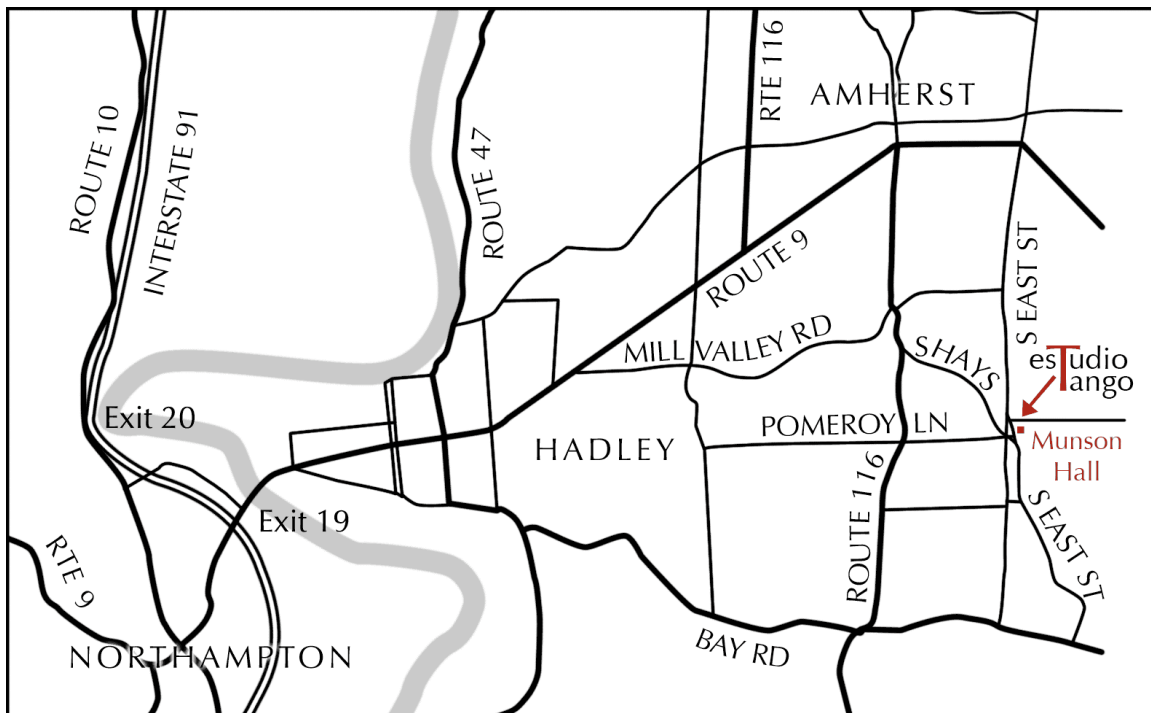 RTE 116
AMHERST
ROUTE 10
INTERSTATE 91
ROUTE 47
ROUTE 9
S EAST ST
MILL VALLEY RD
SHAYS
esTudio
Tango
Exit 20
POMEROY LN
HADLEY
Munson
Hall
ROUTE 116
Exit 19
S EAST ST
RTE 9
BAY RD
NORTHAMPTON